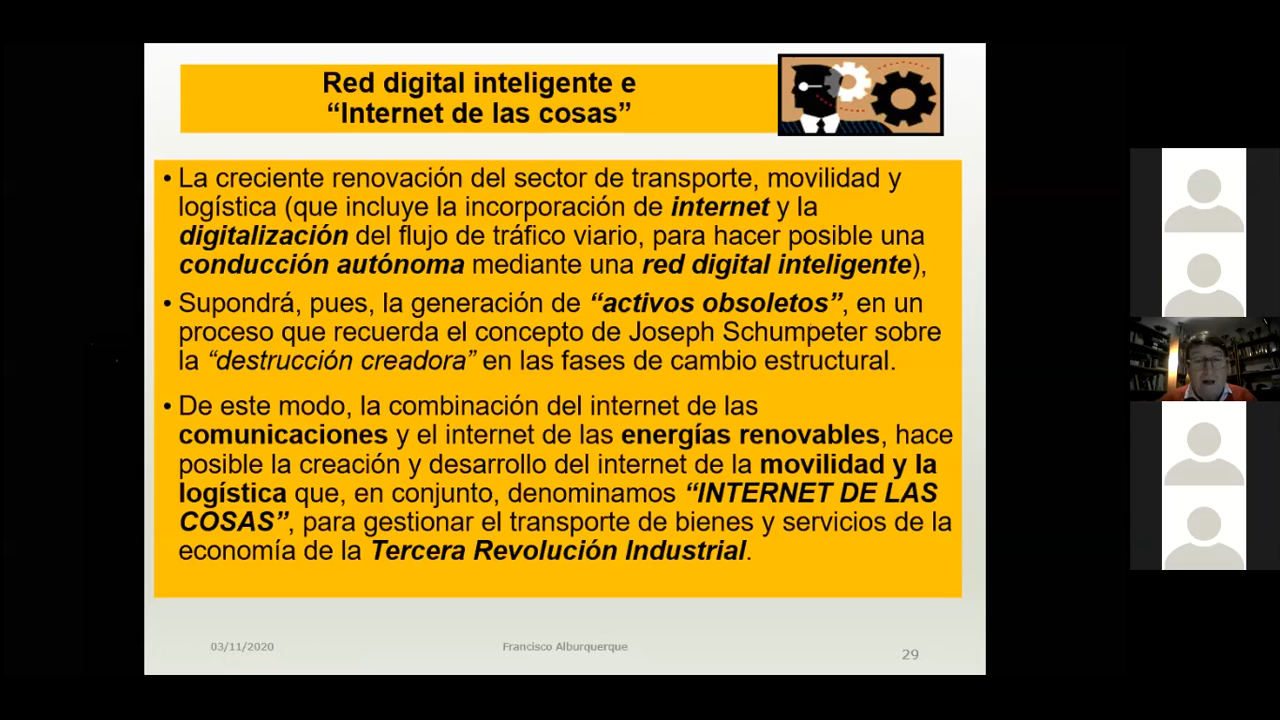 Red digital inteligente e
“Internet de las cosas”
• La creciente renovación del sector de transporte, movilidad y
logística (que incluye la incorporación de internet y la
digitalización del flujo de tráfico viario, para hacer posible una
conducción autónoma mediante una red digital inteligente),
• Supondrá, pues, la generación de “activos obsoletos”, en un
proceso que recuerda el concepto de Joseph Schumpeter sobre
la “destrucción creadora” en las fases de cambio estructural.
• De este modo, la combinación del internet de las
comunicaciones y el internet de las energías renovables, hace
posible la creación y desarrollo del internet de la movilidad y la
logística que, en conjunto, denominamos “INTERNET DE LAS
COSAS”, para gestionar el transporte de bienes y servicios de la
economía de la Tercera Revolución Industrial.
03/11/2020
Francisco Alburquerque
29